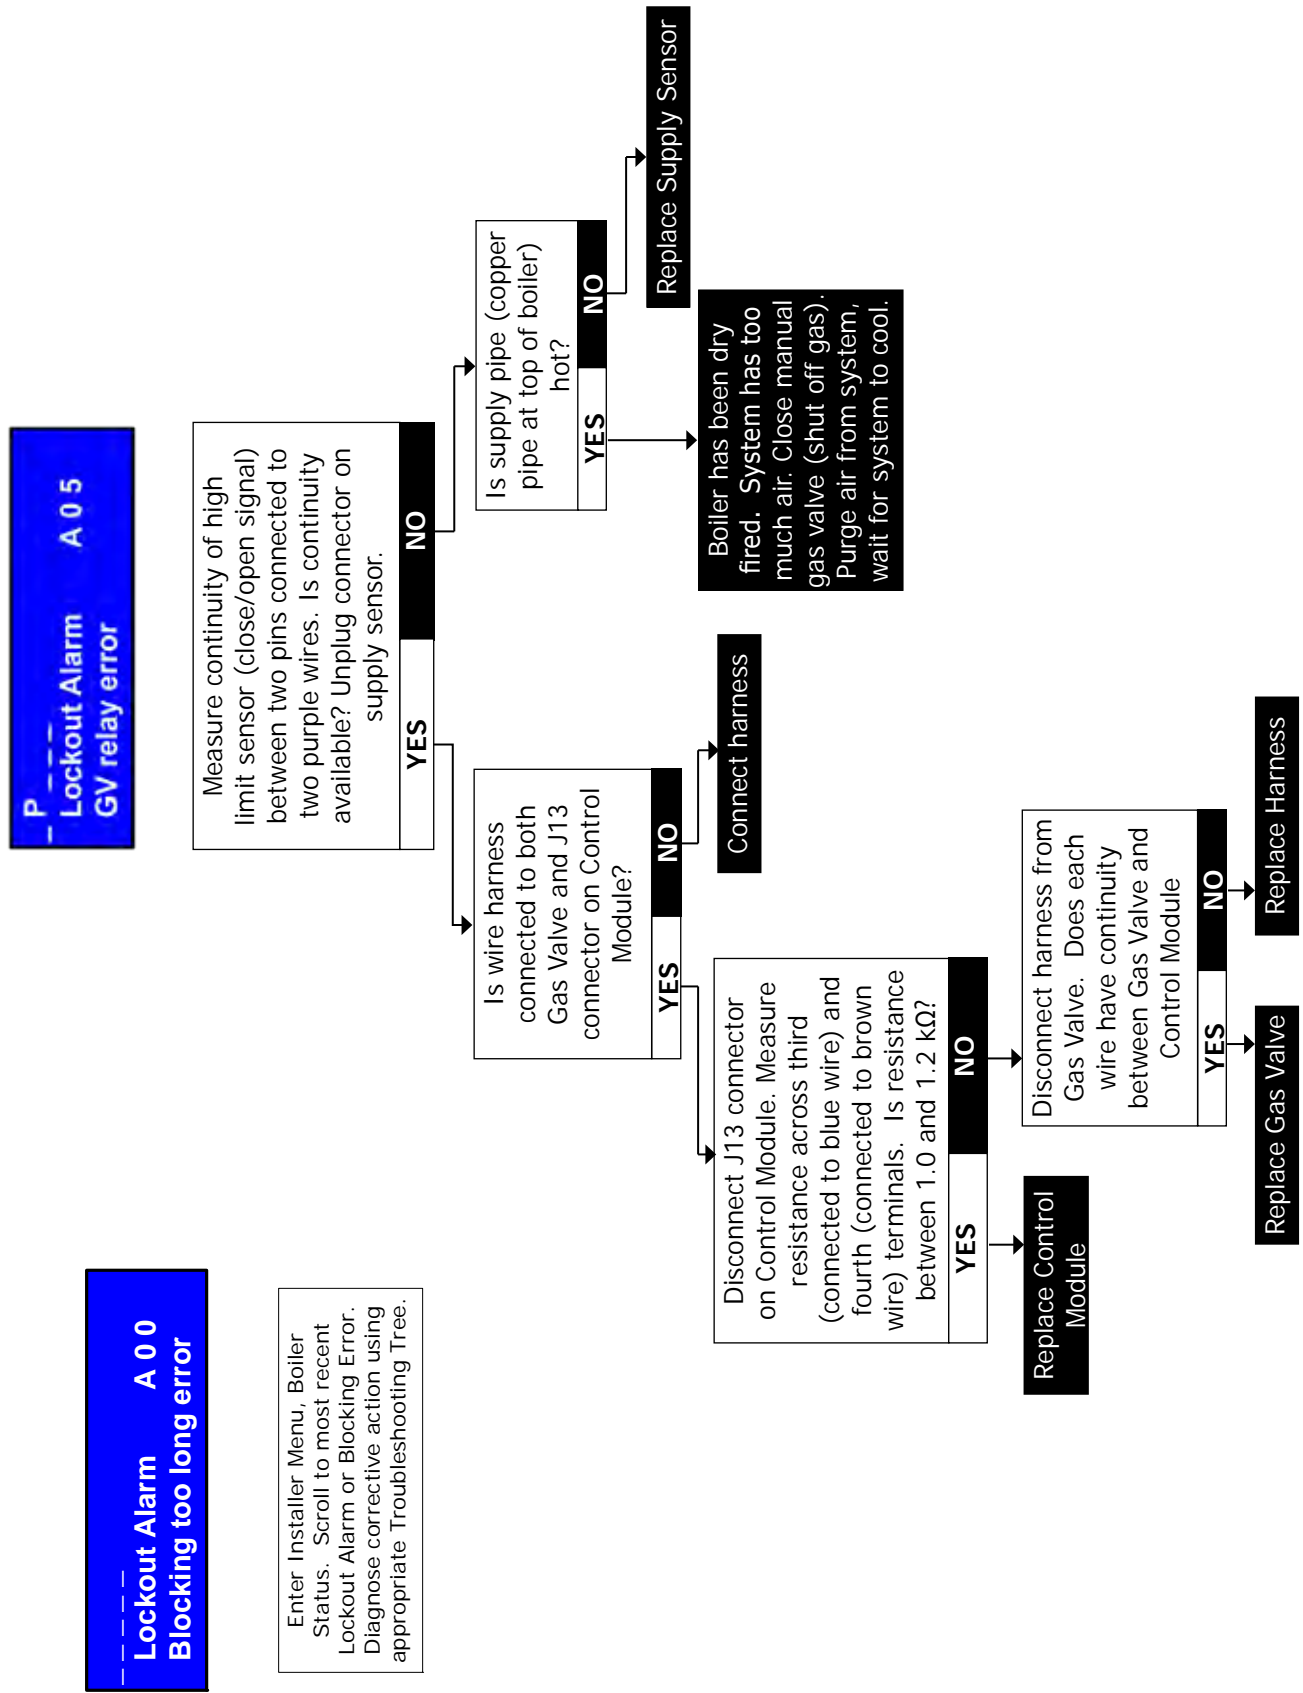 _ _ _ _ _
Lockout Alarm A 0 0
Blocking too long error
Enter Installer Menu, Boiler
Status. Scroll to most recent
Lockout Alarm or Blocking Error.
Diagnose corrective action using
appropriate Troubleshooting Tree.
_ P _ _ _
Lockout Alarm A 0 5
GV relay error
Measure continuity of high
limit sensor (close/open signal)
between two pins connected to
two purple wires. Is continuity
available? Unplug connector on
supply sensor.
YES
NO
Is wire harness
connected to both
Gas Valve and J13
connector on Control
Module?
YES
NO
Is supply pipe (copper
pipe at top of boiler)
hot?
YES
NO
Replace Supply Sensor
Boiler has been dry
fired. System has too
much air. Close manual
gas valve (shut off gas).
Purge air from system,
wait for system to cool.
Connect harness
Disconnect J13 connector
on Control Module. Measure
resistance across third
(connected to blue wire) and
fourth (connected to brown
wire) terminals. Is resistance
between 1.0 and 1.2 kΩ?
YES
NO
Replace Control
Module
Disconnect harness from
Gas Valve. Does each
wire have continuity
between Gas Valve and
Control Module
YES
NO
Replace Gas Valve
Replace Harness